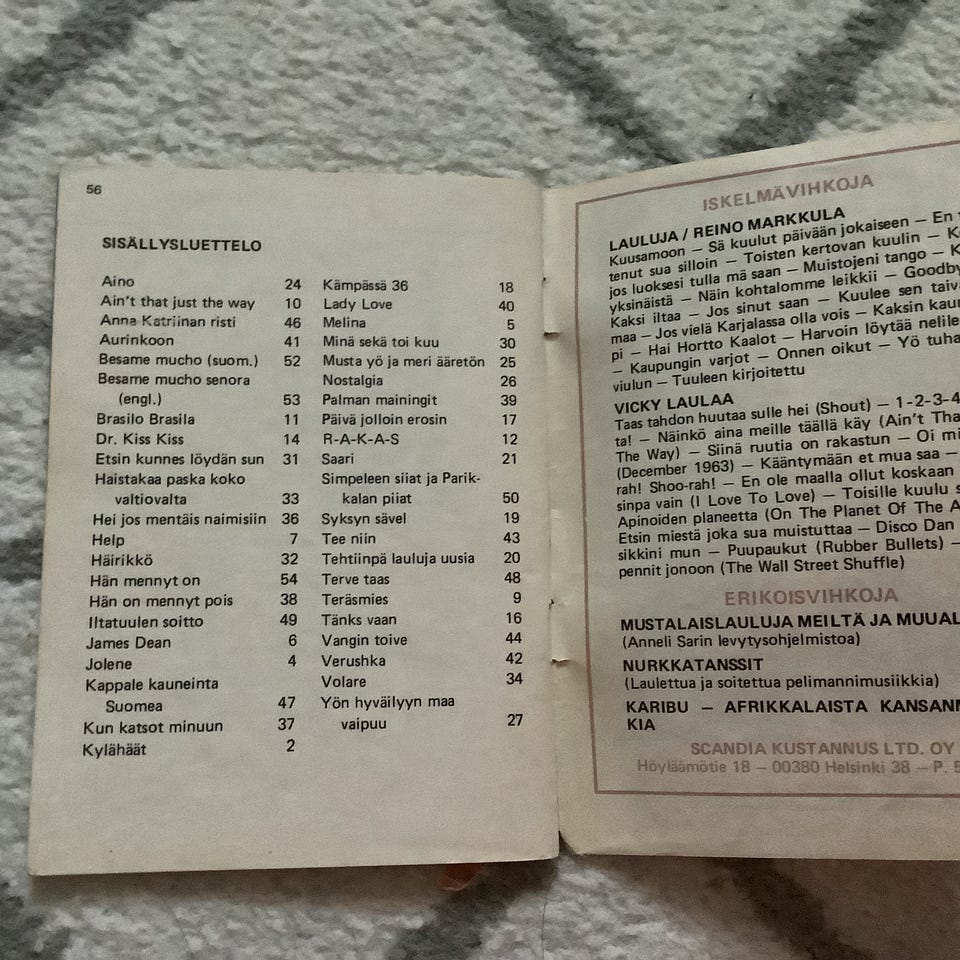 56
SISÄLLYSLUETTELO
Aino 24
Ain't that just the way 10
Anna Katriinan risti 46
Aurinkoon 41
Besame mucho (suom.) 52
Besame mucho senora
(engl.) 53
Brasilo Brasila 11
Dr. Kiss Kiss 14
Etsin kunnes löydän sun 31
Haistakaa paska koko
valtiovalta 33
Hei jos mentäis naimisiin 36
Help 7
Häirikkö 32
Hän mennyt on 54
Hän on mennyt pois 38
Iltatuulen soitto 49
James Dean 6
Jolene 4
Kappale kauneinta
Suomea 47
Kun katsot minuun 37
Kylähäät 2
Kämpässä 36 18
Lady Love 40
Melina 5
Minä sekä toi kuu 30
Musta yö ja meri ääretön 25
Nostalgia 26
Palman mainingit 39
Päivä jolloin erosin 17
R-A-K-A-S 12
Saari 21
Simpeleen siiat ja Parik-
kalan piiat 50
Syksyn sävel 19
Tee niin 43
Tehtiinpä lauluja uusia 20
Terve taas 48
Teräsmies 9
Tänks vaan 16
Vangin toive 44
Verushka 42
Volare 34
Yön hyväilyyn maa
vaipuu 27
ISKELMÄVIHKOJA
LAULUJA / REINO MARKKULA
Kuusamoon – Sä kuulut päivään jokaiseen – En
tenut sua silloin – Toisten kertovan kuulin –
jos luoksesi tulla mä saan – Muistojeni tango –
yksinäistä – Näin kohtalomme leikkii –
Kaksi iltaa – Jos sinut saan – Kuulee sen
maa – Jos vielä Karjalassa olla vois – Kaksin
pi – Hai Hortto Kaalot – Harvoin löytää
– Kaupungin varjot – Onnen oikut – Yö
viulun – Tuuleen kirjoitettu
VICKY LAULAA
Taas tahdon huutaa sulle hei (Shout) – 1-2-3-4
ta! – Näinkö aina meille täällä käy (Ain't
The Way) – Siinä ruutia on rakastun – Oi
(December 1963) – Kääntymään et mua saa –
rah! Shoo-rah! – En ole maalla ollut koskaan
sinpa vain (I Love To Love) – Toisille kuulu
Apinoiden planeetta (On The Planet Of The
Etsin miestä joka sua muistuttaa – Disco Dan
sikkini mun – Puupaukut (Rubber Bullets) –
pennit jonoon (The Wall Street Shuffle)
ERIKOISVIHKOJA
MUSTALAISLAULUJA MEILTÄ JA
(Anneli Sarin levytysohjelmistoa)
NURKKATANSSIT
(Laulettua ja soitettua pelimannimusiikkia)
KARIBU – AFRIKKALAISTA
KIA
SCANDIA KUSTANNUS LTD. OY
Höyläämötie 18 – 00380 Helsinki 38 – P.